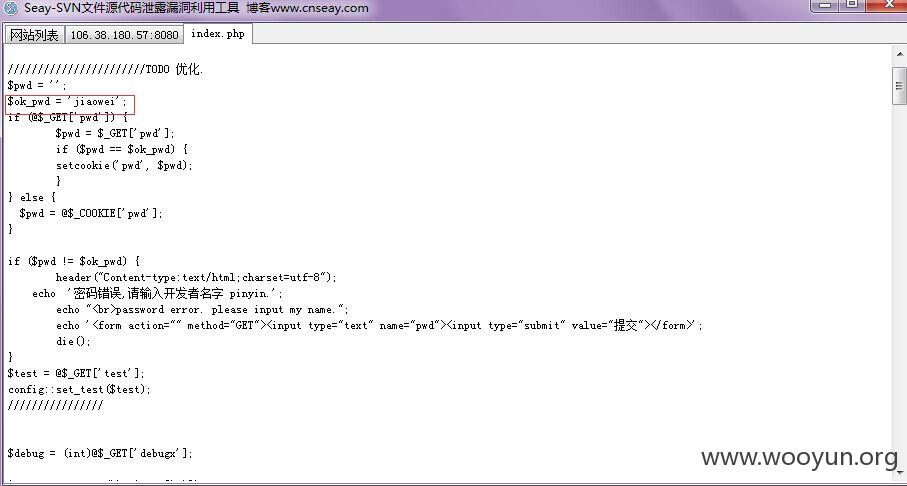 Seay-SVN文件源代码泄露漏洞利用工具 博客www.cnseay.com
网站列表 106.38.180.57:8080 index.php
///////////////////////TODO 优化.
$pwd = '';
$ok_pwd = 'jiaowei';
if (@$_GET['pwd']) {
$pwd = $_GET['pwd'];
if ($pwd == $ok_pwd) {
setcookie('pwd', $pwd);
}
} else {
$pwd = @$_COOKIE['pwd'];
}
if ($pwd != $ok_pwd) {
header("Content-type:text/html;charset=utf-8");
echo '密码错误,请输入开发者名字 pinyin.';
echo "<br>password error. please input my name.";
echo '<form action="" method="GET"><input type="text" name="pwd"><input type="submit" value="提交"></form>';
die();
}
$test = @$_GET['test'];
config::set_test($test);
////////////////
$debug = (int)@$_GET['debugx'];
www.wooyun.org